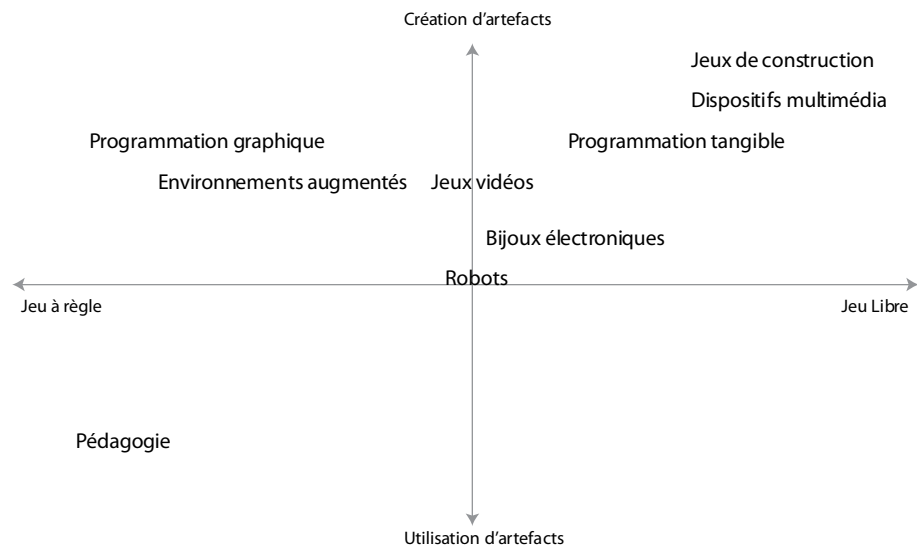 Création d'artefacts
Jeux de construction
Dispositifs multimédia
Programmation graphique
Programmation tangible
Environnements augmentés
Jeux vidéos
Bijoux électroniques
Robots
Jeu à règle
Jeu Libre
Pédagogie
Utilisation d'artefacts